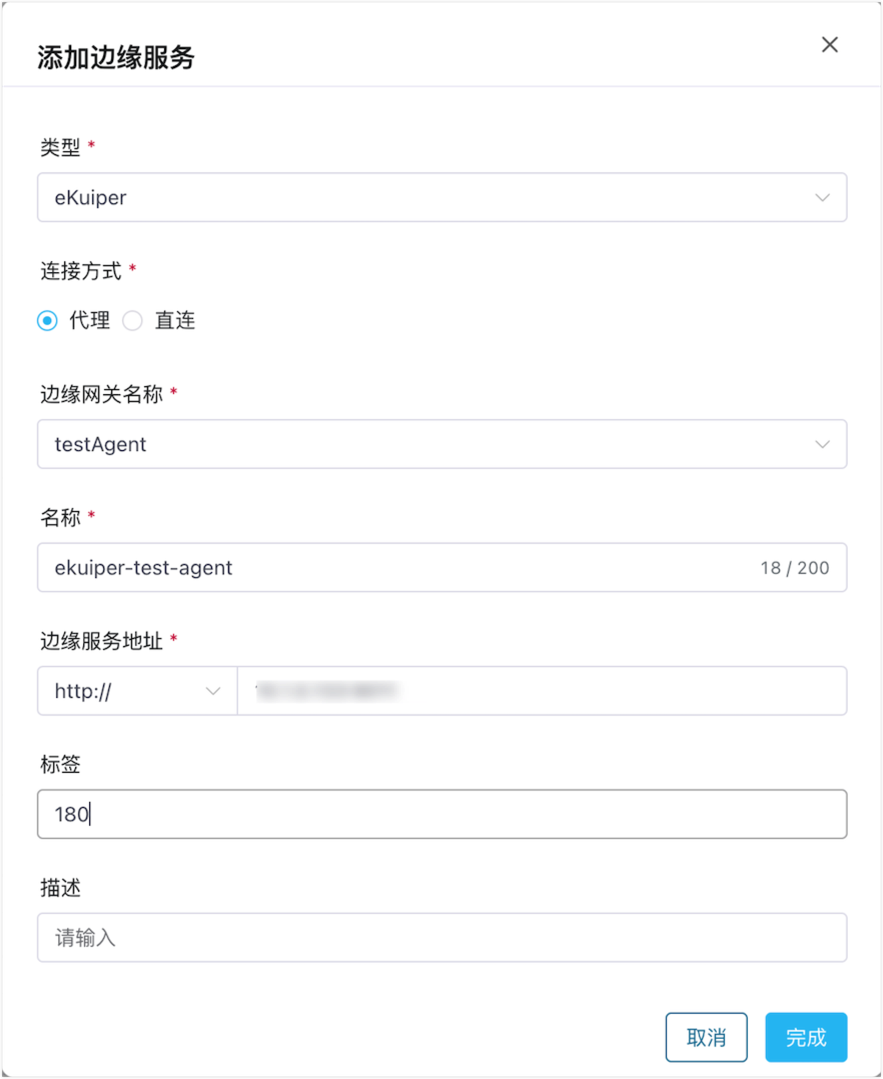 添加边缘服务
类型 *
eKuiper
连接方式 *
代理 直连
边缘网关名称 *
testAgent
名称 *
ekuiper-test-agent 18 / 200
边缘服务地址 *
http://
标签
180
描述
请输入
取消 完成